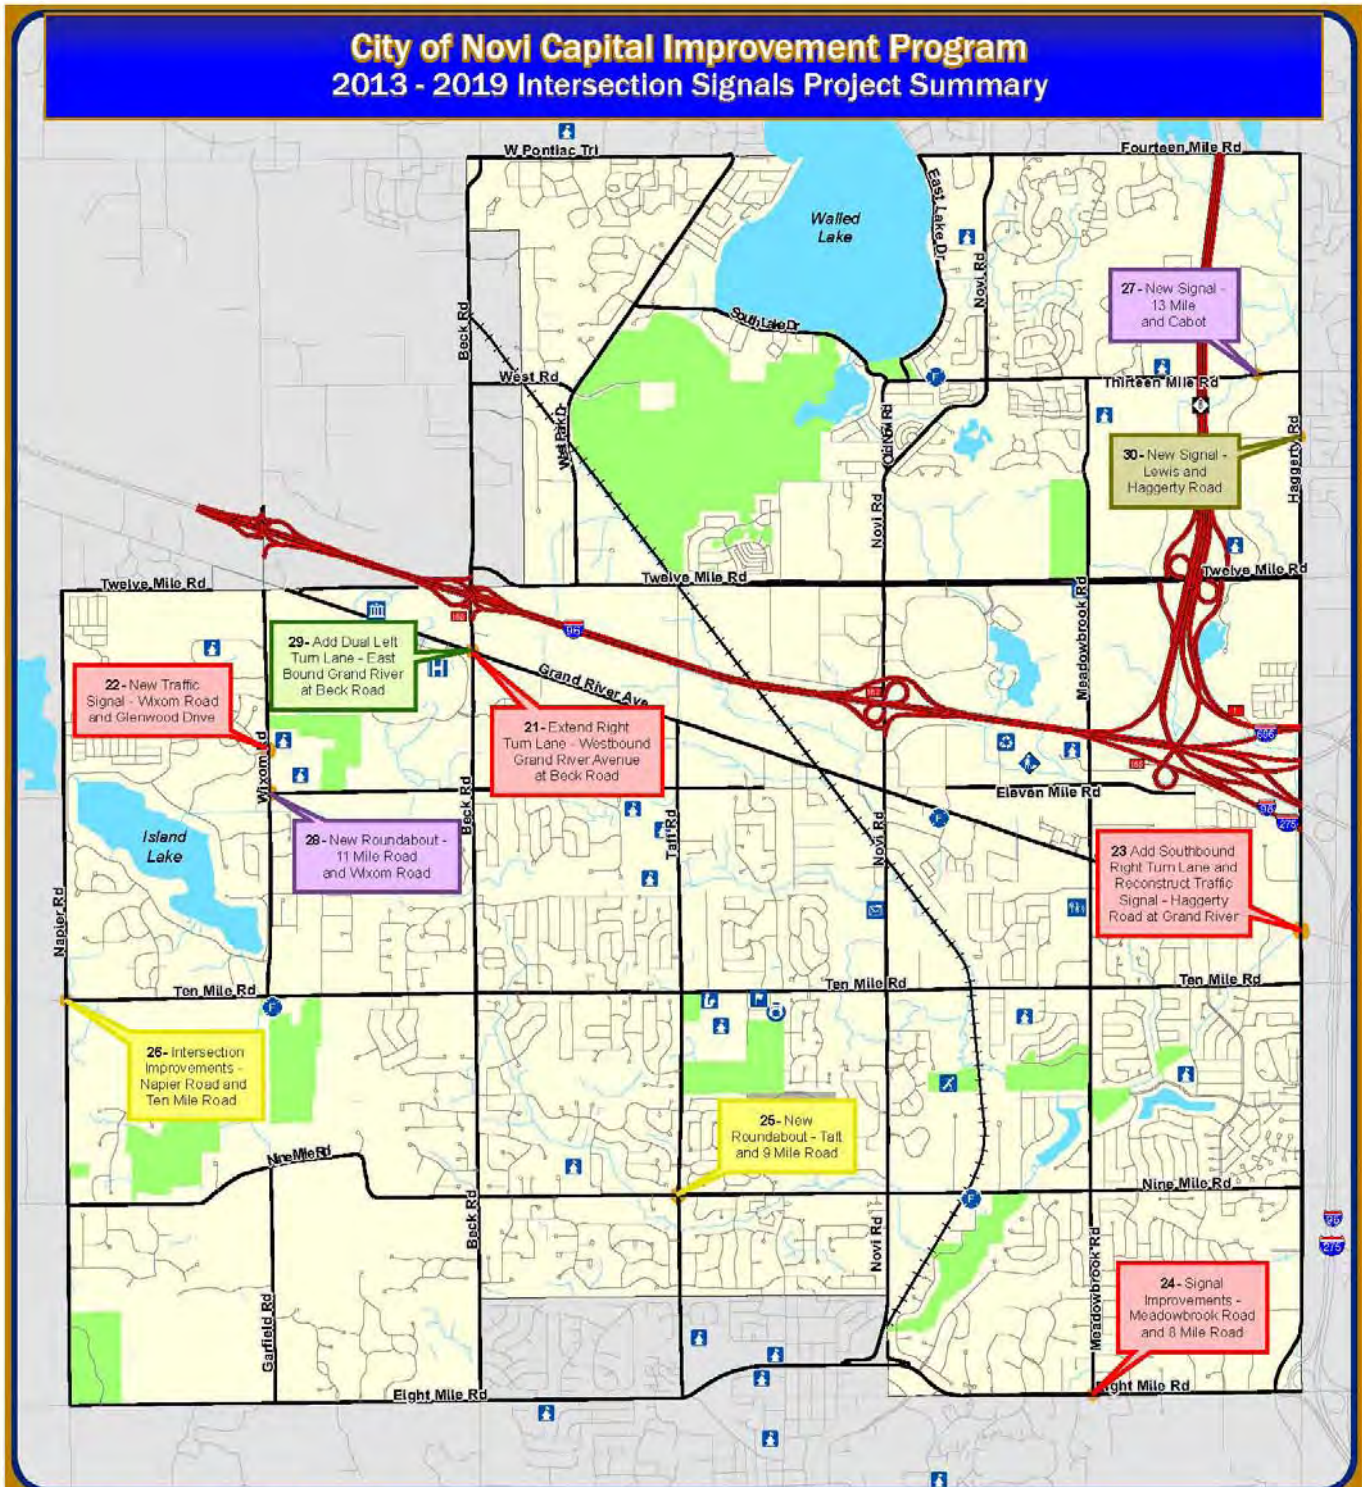 City of Novi Capital Improvement Program
2013 - 2019 Intersection Signals Project Summary
W Pontiac Trl
Fourteen Mile Rd
East Lake Dr
Walled
Lake
Novi Rd
27 - New Signal -
13 Mile
and Cabot
Beck Rd
South Lake Dr
West Rd
F
Thirteen Mile Rd
West Park Dr
Old Novi Rd
Haggerty Rd
30 - New Signal -
Lewis and
Haggerty Road
Novi Rd
Twelve Mile Rd
Twelve Mile Rd
Twelve Mile Rd
Meadowbrook Rd
160
96
29 - Add Dual Left
Turn Lane - East
Bound Grand River
at Beck Road
H
22 - New Traffic
Signal - Wixom Road
and Glenwood Drive
Grand River Ave
162
21 - Extend Right
Turn Lane - Westbound
Grand River Avenue
at Beck Road
1
696
Wixom Rd
165
Eleven Mile Rd
96
275
Beck Rd
Taft Rd
F
Novi Rd
28 - New Roundabout -
11 Mile Road
and Wixom Road
Island
Lake
23 Add Southbound
Right Turn Lane and
Reconstruct Traffic
Signal - Haggerty
Road at Grand River
Napier Rd
Ten Mile Rd
Ten Mile Rd
Ten Mile Rd
F
26 - Intersection
Improvements -
Napier Road and
Ten Mile Road
25 - New
Roundabout - Taft
and 9 Mile Road
Nine Mile Rd
Nine Mile Rd
F
Beck Rd
Novi Rd
Meadowbrook Rd
96
275
24 - Signal
Improvements -
Meadowbrook Road
and 8 Mile Road
Garfield Rd
Eight Mile Rd
Eight Mile Rd